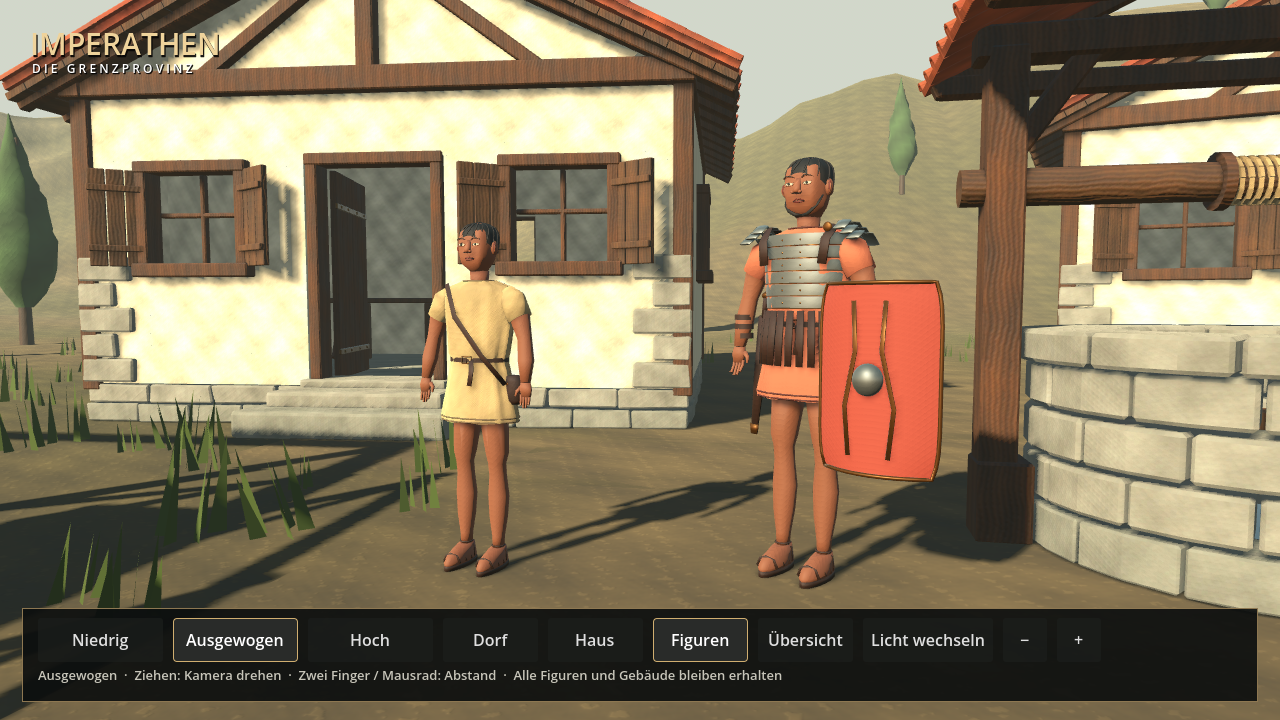 IMPERATHEN
DIE GRENZPROVINZ
Niedrig Ausgewogen Hoch Dorf Haus Figuren Übersicht Licht wechseln − +
Ausgewogen · Ziehen: Kamera drehen · Zwei Finger / Mausrad: Abstand · Alle Figuren und Gebäude bleiben erhalten